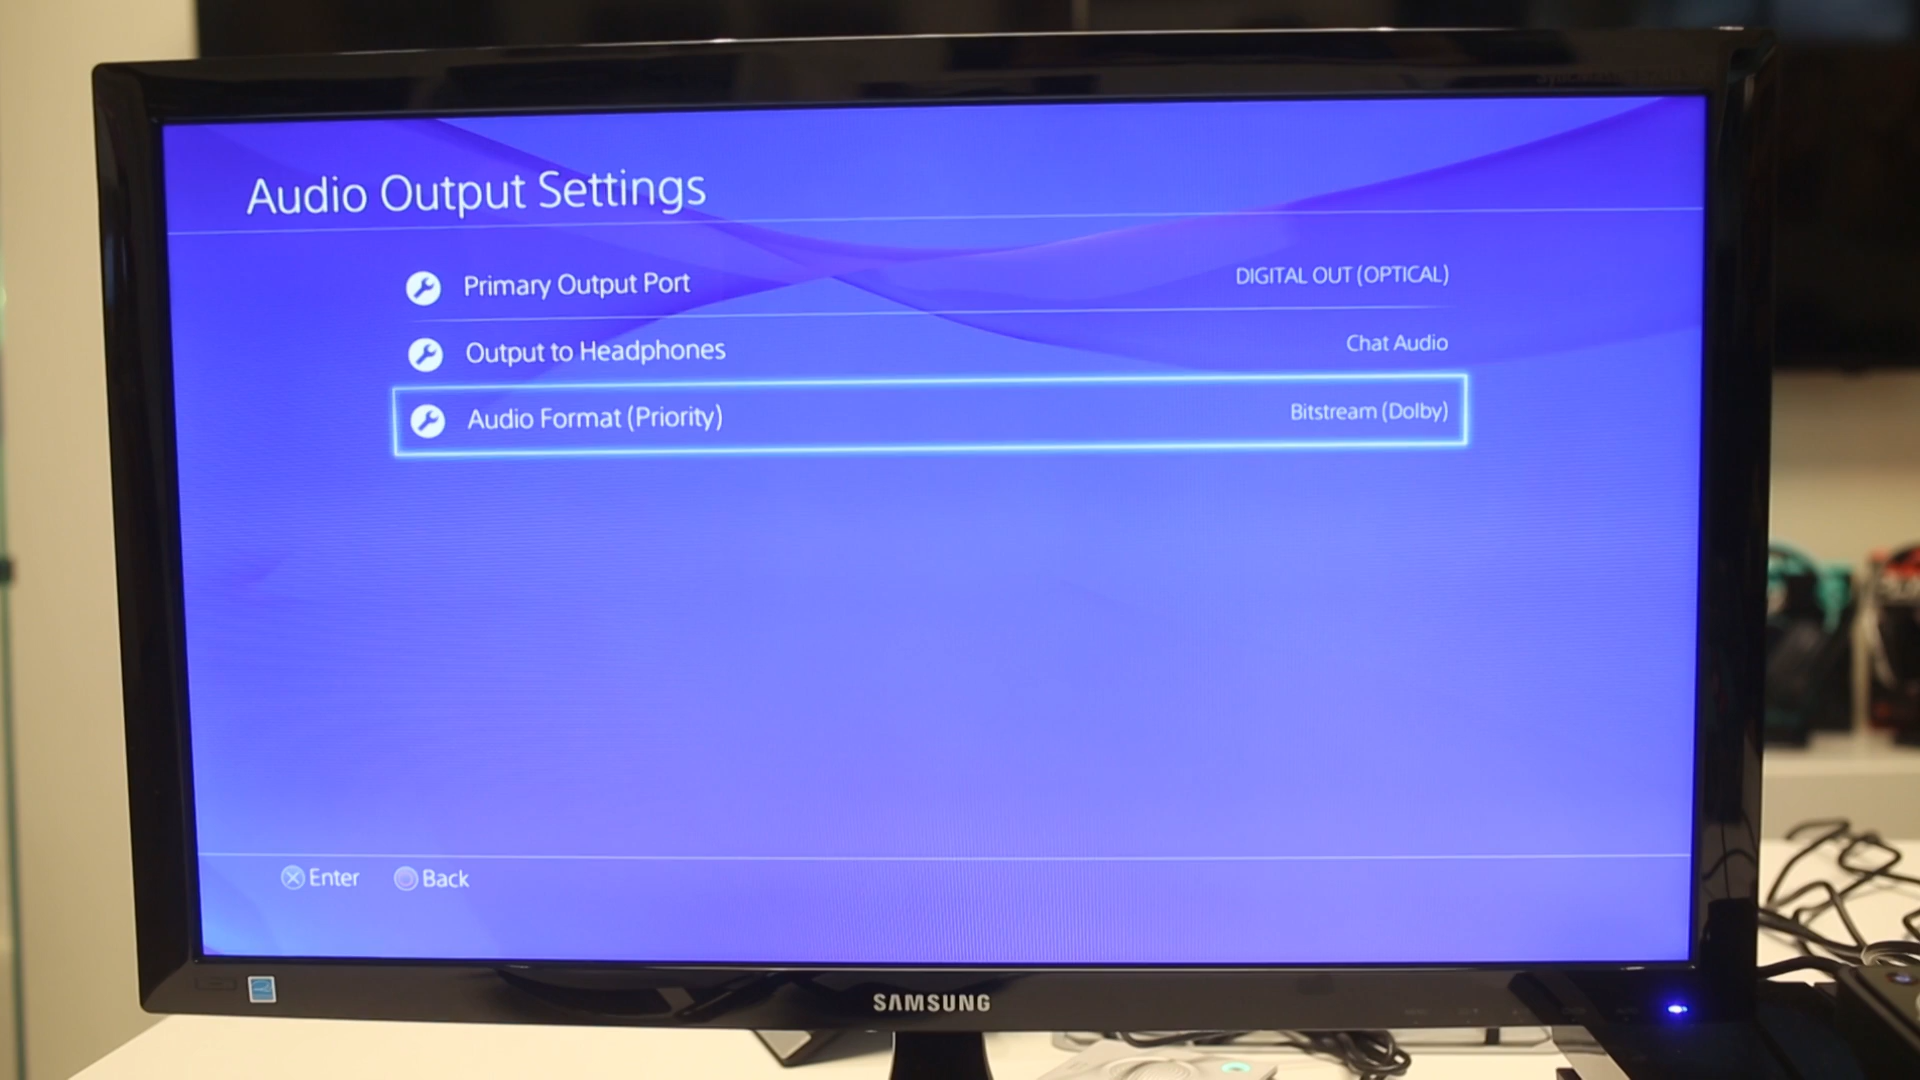 Audio Output Settings
Primary Output Port
DIGITAL OUT (OPTICAL)
Output to Headphones
Chat Audio
Audio Format (Priority)
Bitstream (Dolby)
Enter
Back
SAMSUNG